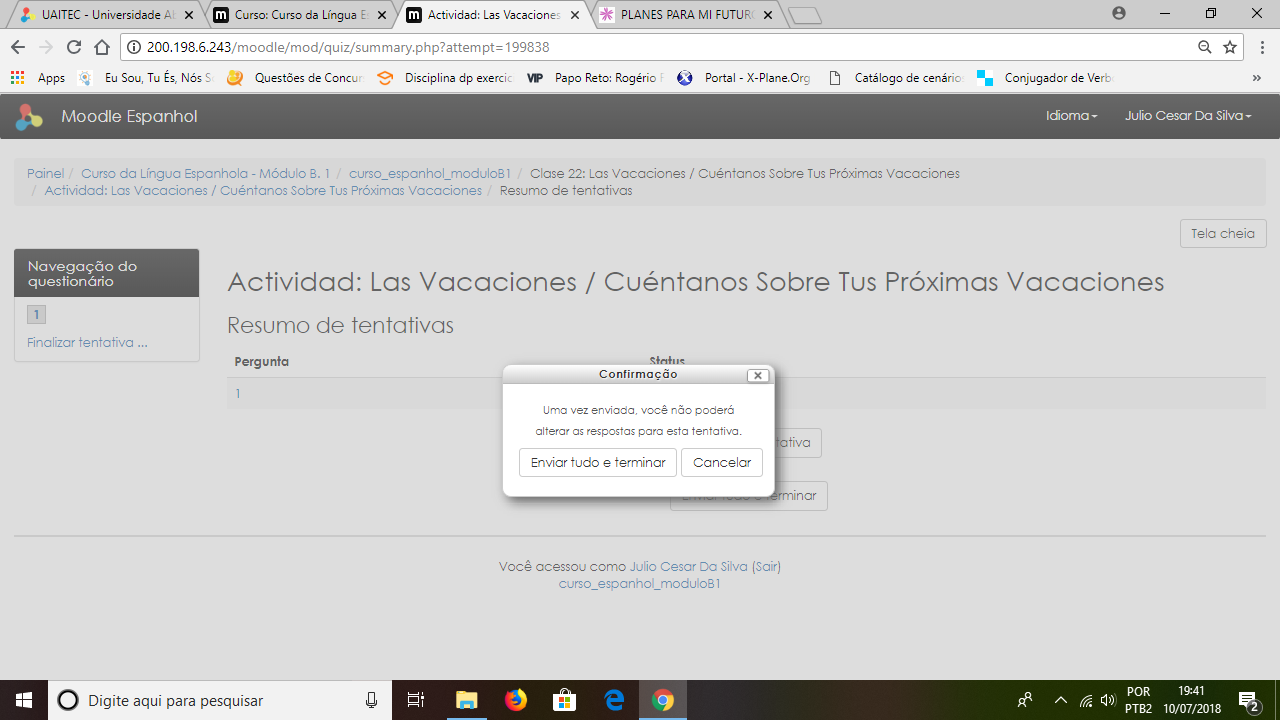 UAITEC - Universidade Ab
Curso: Curso da Língua Es
Actividad: Las Vacaciones
PLANES PARA MI FUTURO
200.198.6.243/moodle/mod/quiz/summary.php?attempt=199838
Apps
Eu Sou, Tu És, Nós S
Questões de Concur
Disciplina dp exercic
VIP
Papo Reto: Rogério F
Portal - X-Plane.Org
Catálogo de cenário
Conjugador de Verb
»
Moodle Espanhol
Idioma
Julio Cesar Da Silva
Painel / Curso da Língua Espanhola - Módulo B. 1 / curso_espanhol_moduloB1 / Clase 22: Las Vacaciones / Cuéntanos Sobre Tus Próximas Vacaciones
/ Actividad: Las Vacaciones / Cuéntanos Sobre Tus Próximas Vacaciones / Resumo de tentativas
Tela cheia
Navegação do
questionário
1
Finalizar tentativa ...
Actividad: Las Vacaciones / Cuéntanos Sobre Tus Próximas Vacaciones
Resumo de tentativas
Pergunta Status
1
Confirmação
Uma vez enviada, você não poderá
alterar as respostas para esta tentativa.
Enviar tudo e terminar Cancelar
tativa
Enviar tudo e terminar
Você acessou como Julio Cesar Da Silva (Sair)
curso_espanhol_moduloB1
Digite aqui para pesquisar
POR
PTB2
19:41
10/07/2018
2